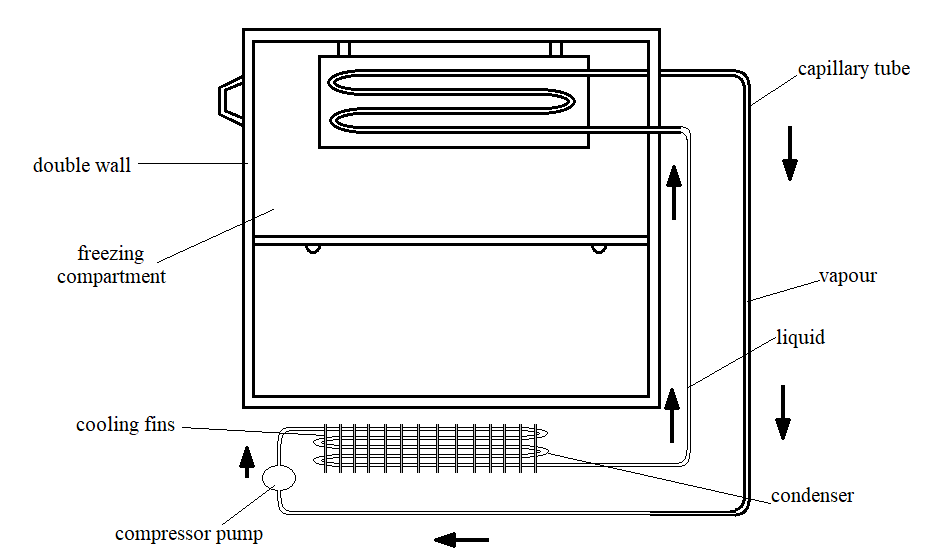 capillary tube
double wall
freezing
compartment
vapour
liquid
cooling fins
condenser
compressor pump